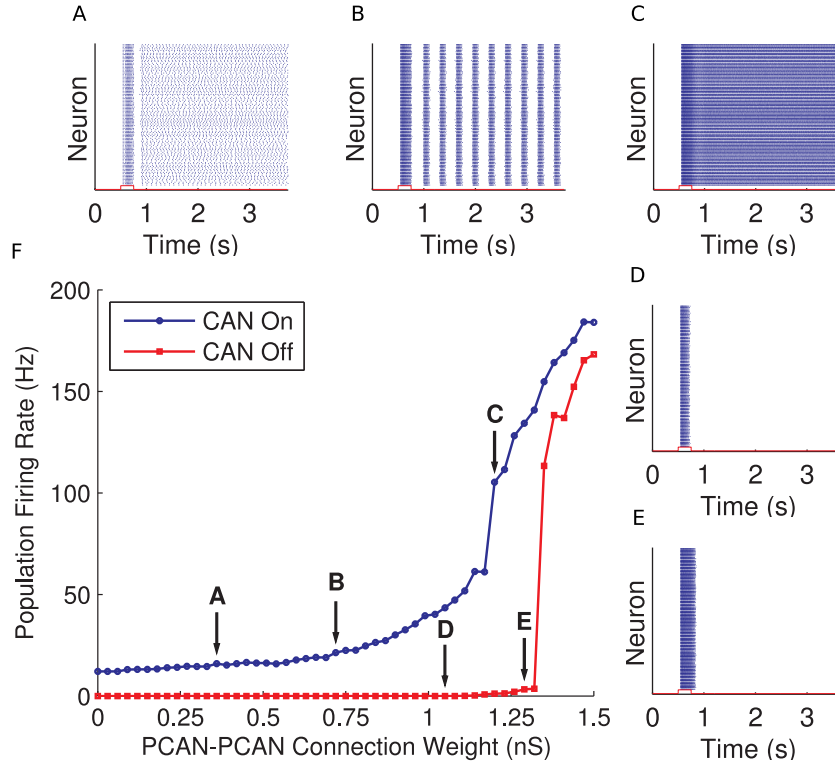 A
Neuron
0 1 2 3
Time (s)
B
Neuron
0 1 2 3
Time (s)
C
Neuron
0 1 2 3
Time (s)
F
Population Firing Rate (Hz)
200
150
100
50
0
CAN On
CAN Off
A
B
C
D
E
0 0.25 0.5 0.75 1 1.25 1.5
PCAN-PCAN Connection Weight (nS)
D
Neuron
0 1 2 3
Time (s)
E
Neuron
0 1 2 3
Time (s)